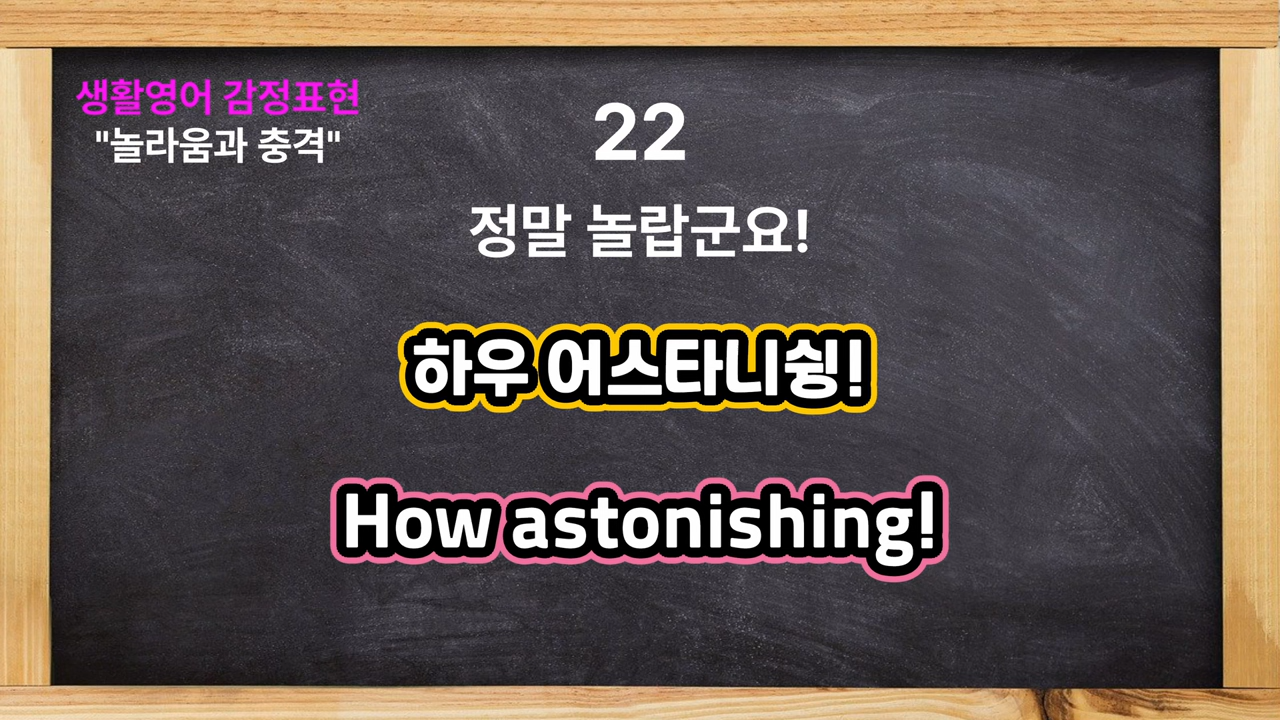 생활영어 감정표현
"놀라움과 충격"
22
정말 놀랍군요!
하우 어스타니슁!
How astonishing!